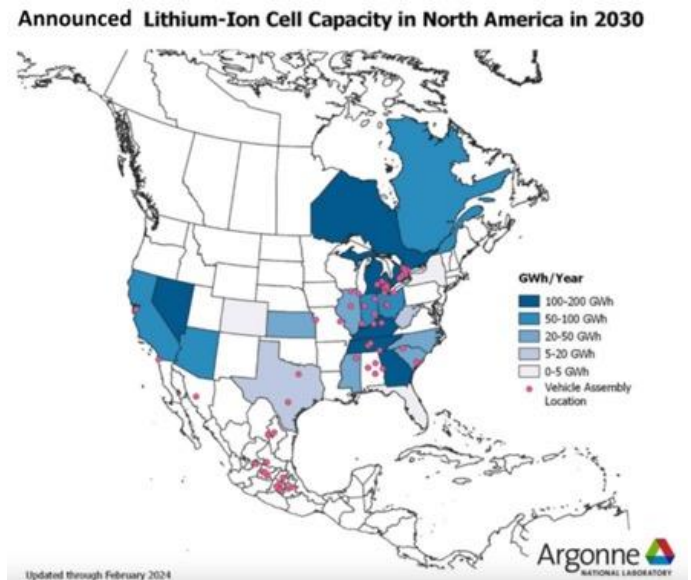 Announced Lithium-Ion Cell Capacity in North America in 2030
GWh/Year
100-200 GWh
50-100 GWh
20-50 GWh
5-20 GWh
0-5 GWh
Vehicle Assembly
Location
Argonne
NATIONAL LABORATORY
Updated through February 2024